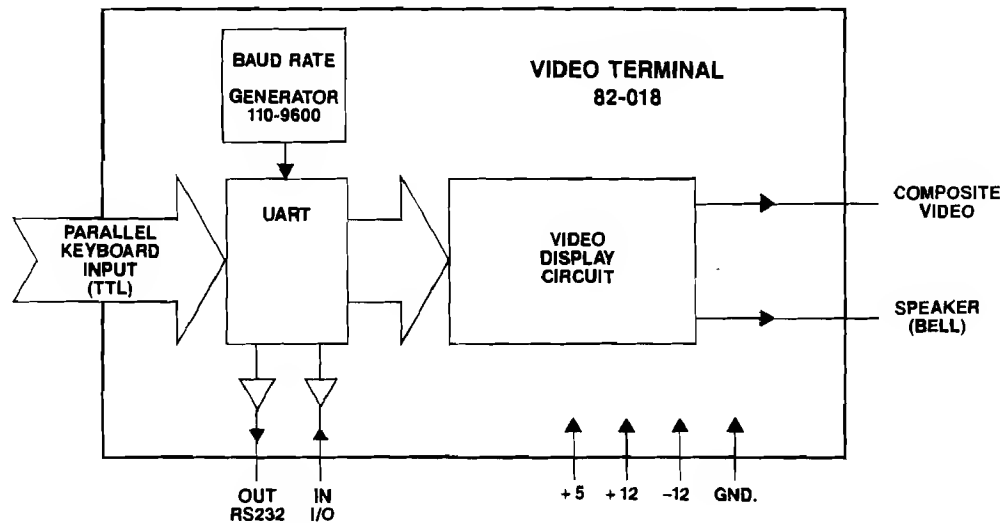 BAUD RATE
GENERATOR
110-9600
VIDEO TERMINAL
82-018
UART
PARALLEL
KEYBOARD
INPUT
(TTL)
VIDEO
DISPLAY
CIRCUIT
COMPOSITE
VIDEO
SPEAKER
(BELL)
OUT IN
RS232 I/O
+5 +12 -12 GND.